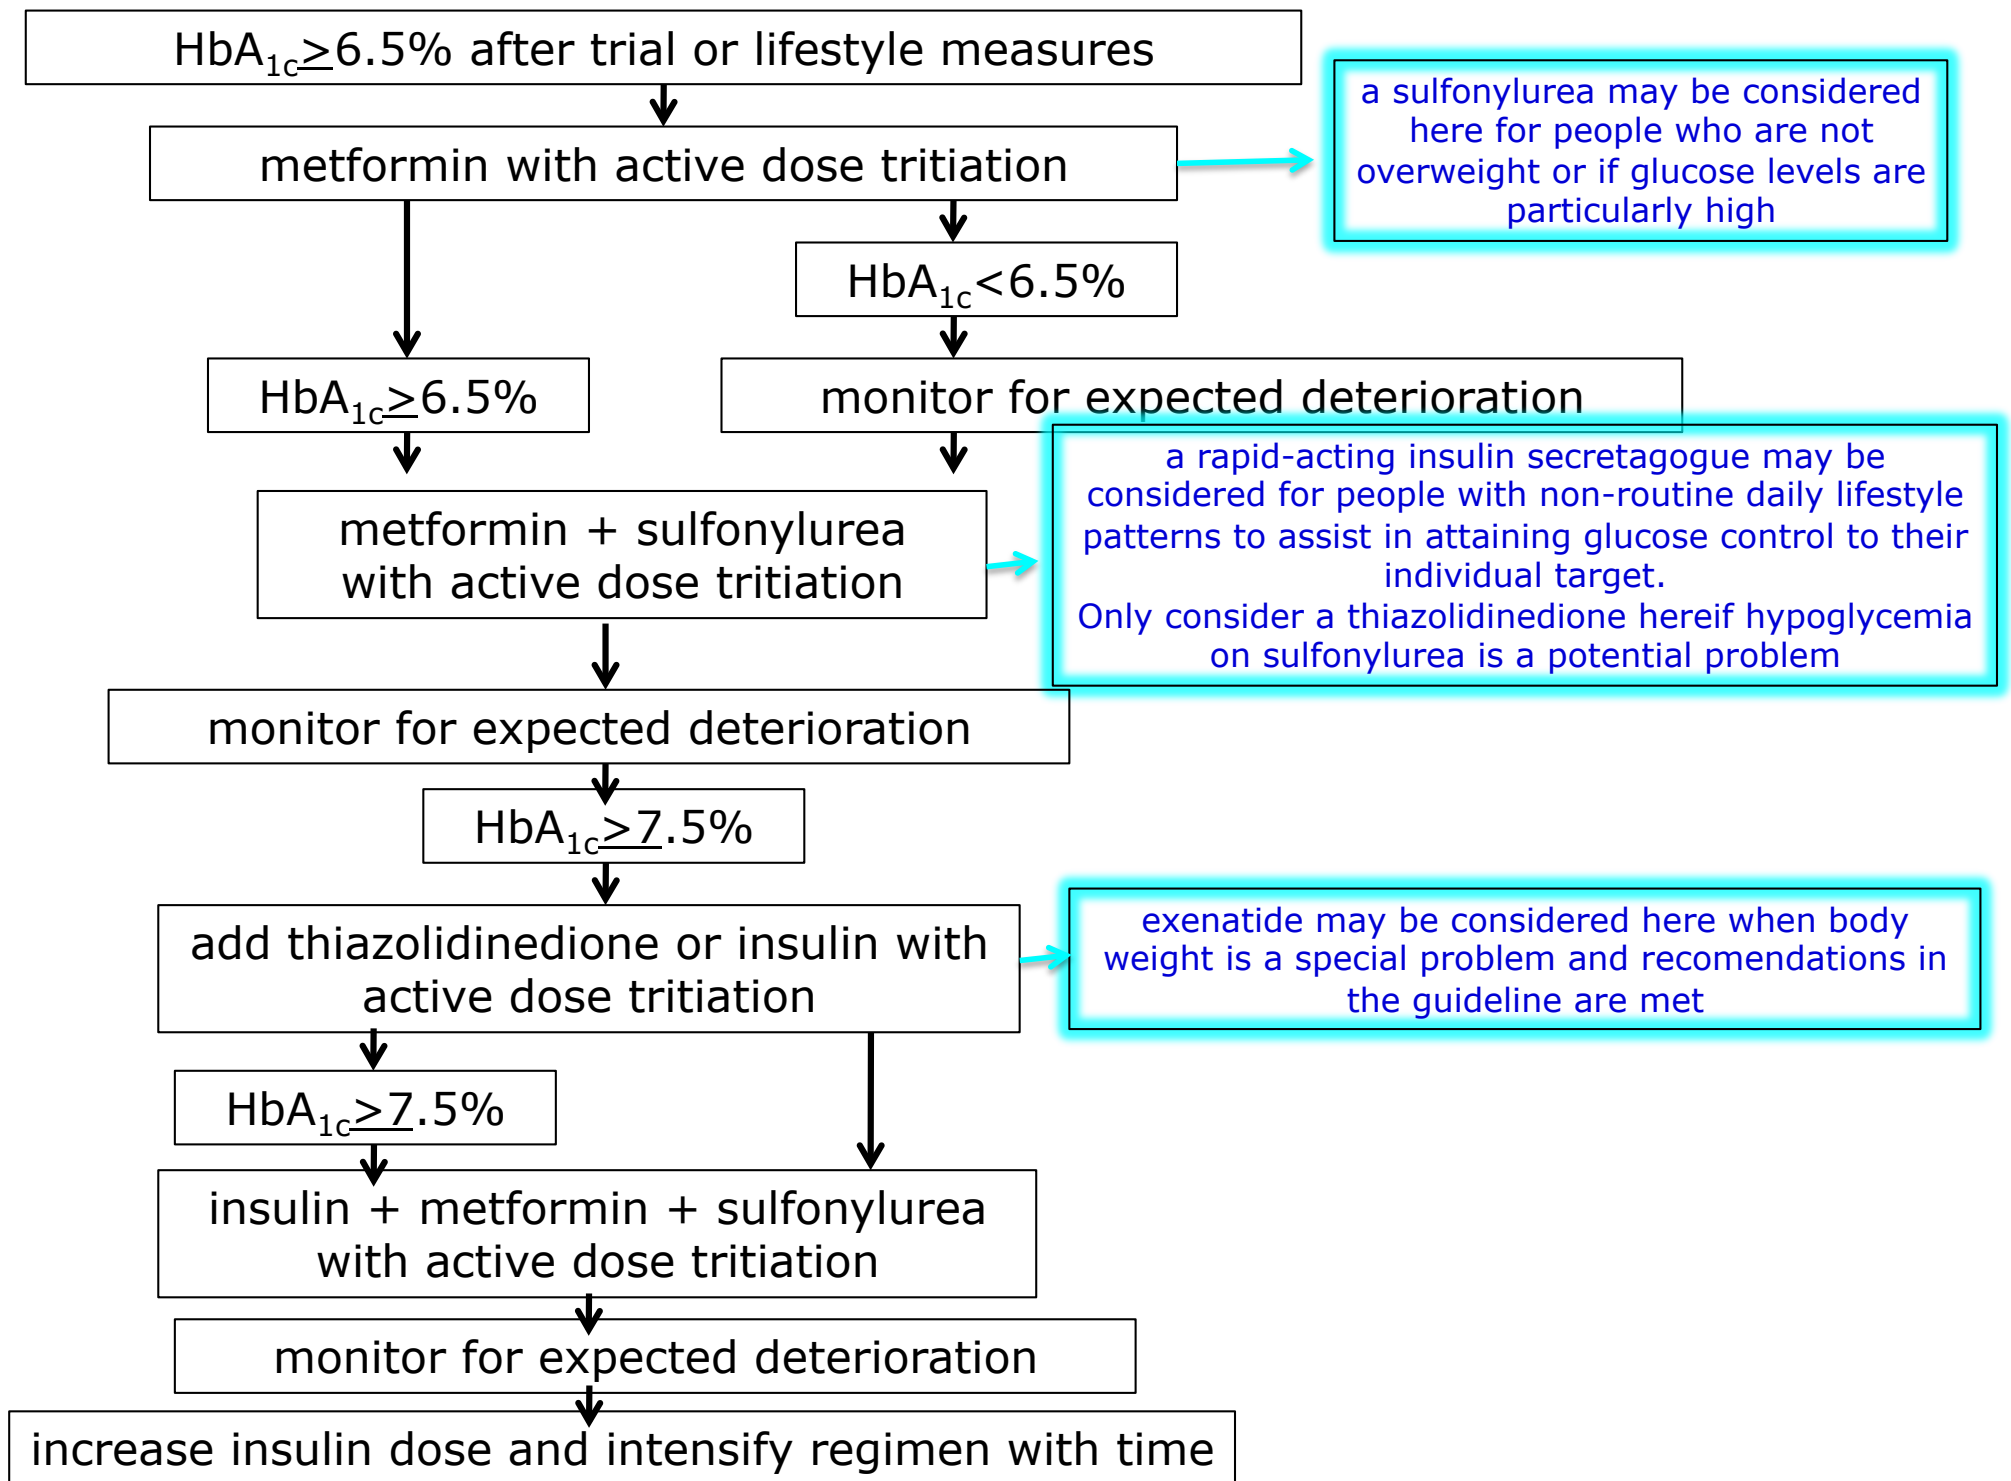 HbA1c≥6.5% after trial or lifestyle measures
a sulfonylurea may be considered
here for people who are not
overweight or if glucose levels are
particularly high
metformin with active dose tritiation
HbA1c<6.5%
HbA1c≥6.5%
monitor for expected deterioration
a rapid-acting insulin secretagogue may be
considered for people with non-routine daily lifestyle
patterns to assist in attaining glucose control to their
individual target.
Only consider a thiazolidinedione hereif hypoglycemia
on sulfonylurea is a potential problem
metformin + sulfonylurea
with active dose tritiation
monitor for expected deterioration
HbA1c≥7.5%
add thiazolidinedione or insulin with
active dose tritiation
exenatide may be considered here when body
weight is a special problem and recomendations in
the guideline are met
HbA1c≥7.5%
insulin + metformin + sulfonylurea
with active dose tritiation
monitor for expected deterioration
increase insulin dose and intensify regimen with time